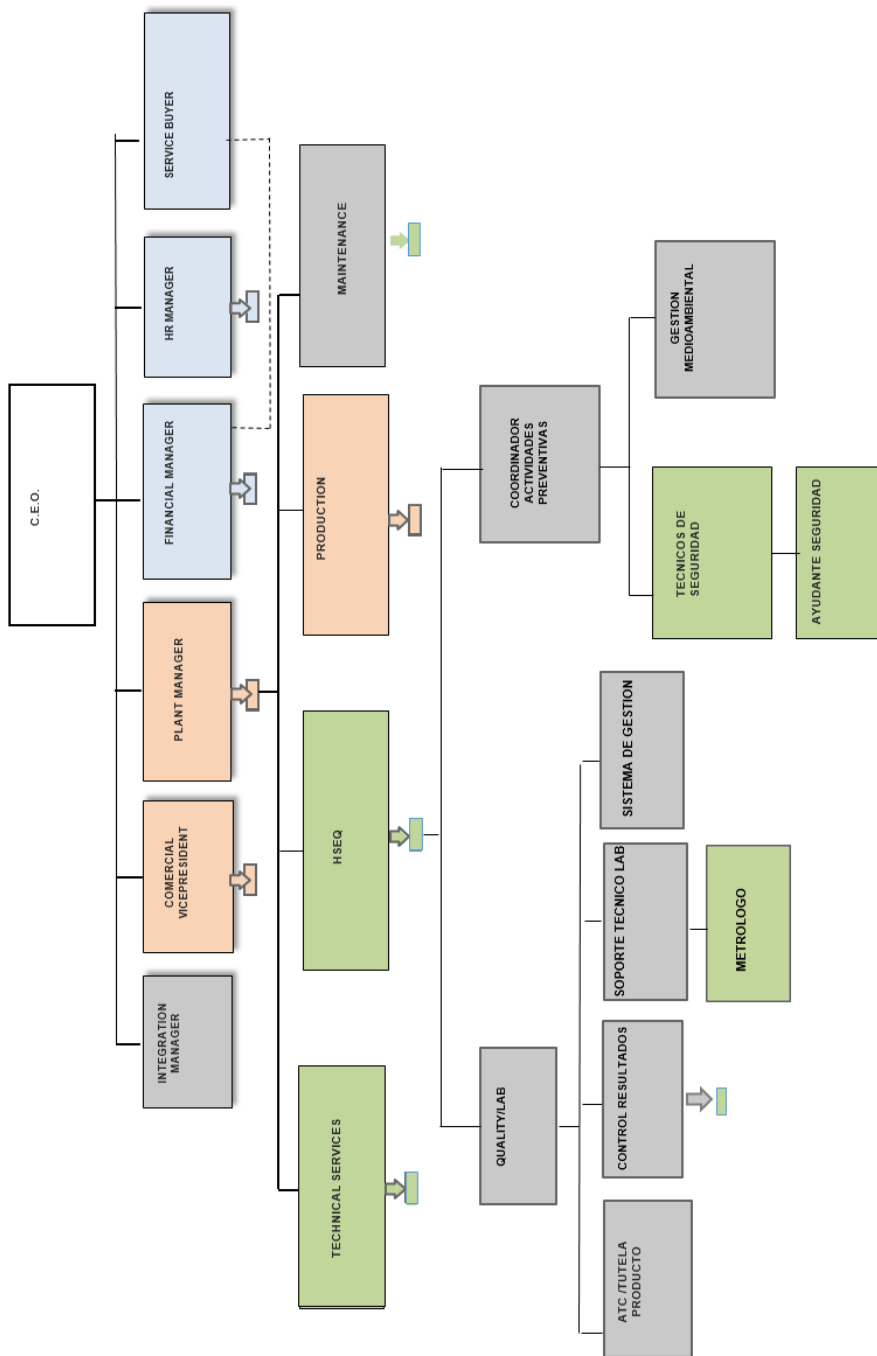 C.E.O.
INTEGRATION
MANAGER
COMERCIAL
VICEPRESIDENT
PLANT MANAGER
FINANCIAL MANAGER
HR MANAGER
SERVICE BUYER
TECHNICAL SERVICES
HSEQ
PRODUCTION
MAINTENANCE
QUALITY/LAB
COORDINADOR
ACTIVIDADES
PREVENTIVAS
ATC /TUTELA
PRODUCTO
CONTROL RESULTADOS
SOPORTE TECNICO LAB
SISTEMA DE GESTION
TECNICOS DE
SEGURIDAD
GESTION
MEDIOAMBIENTAL
METROLOGO
AYUDANTE SEGURIDAD